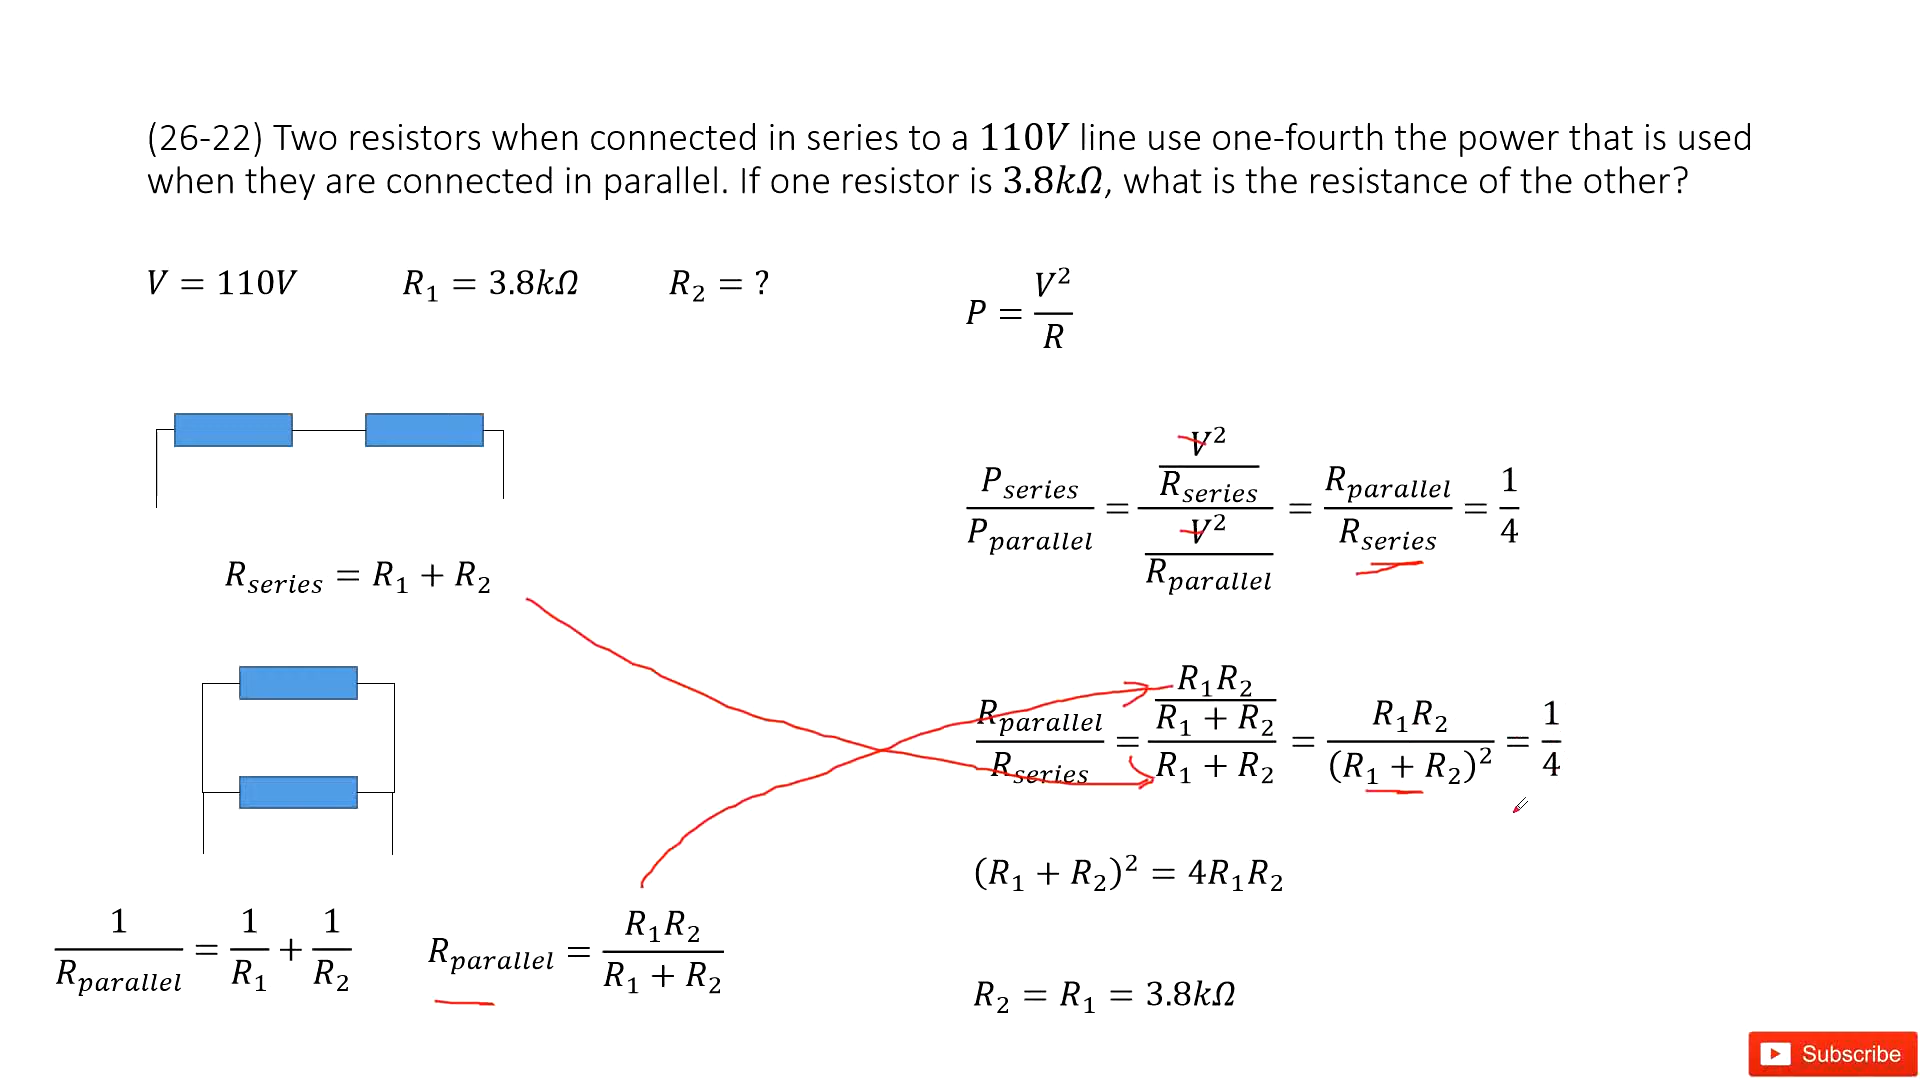 (26-22) Two resistors when connected in series to a 110V line use one-fourth the power that is used
when they are connected in parallel. If one resistor is 3.8kΩ, what is the resistance of the other?
V = 110V R₁ = 3.8kΩ R₂ = ?
P = V²/R
P_series/P_parallel = (V²/R_series)/(V²/R_parallel) = R_parallel/R_series = 1/4
R_series = R₁ + R₂
R_parallel/R_series = (R₁R₂/(R₁ + R₂))/(R₁ + R₂) = R₁R₂/(R₁ + R₂)² = 1/4
(R₁ + R₂)² = 4R₁R₂
1/R_parallel = 1/R₁ + 1/R₂
R_parallel = R₁R₂/(R₁ + R₂)
R₂ = R₁ = 3.8kΩ
Subscribe